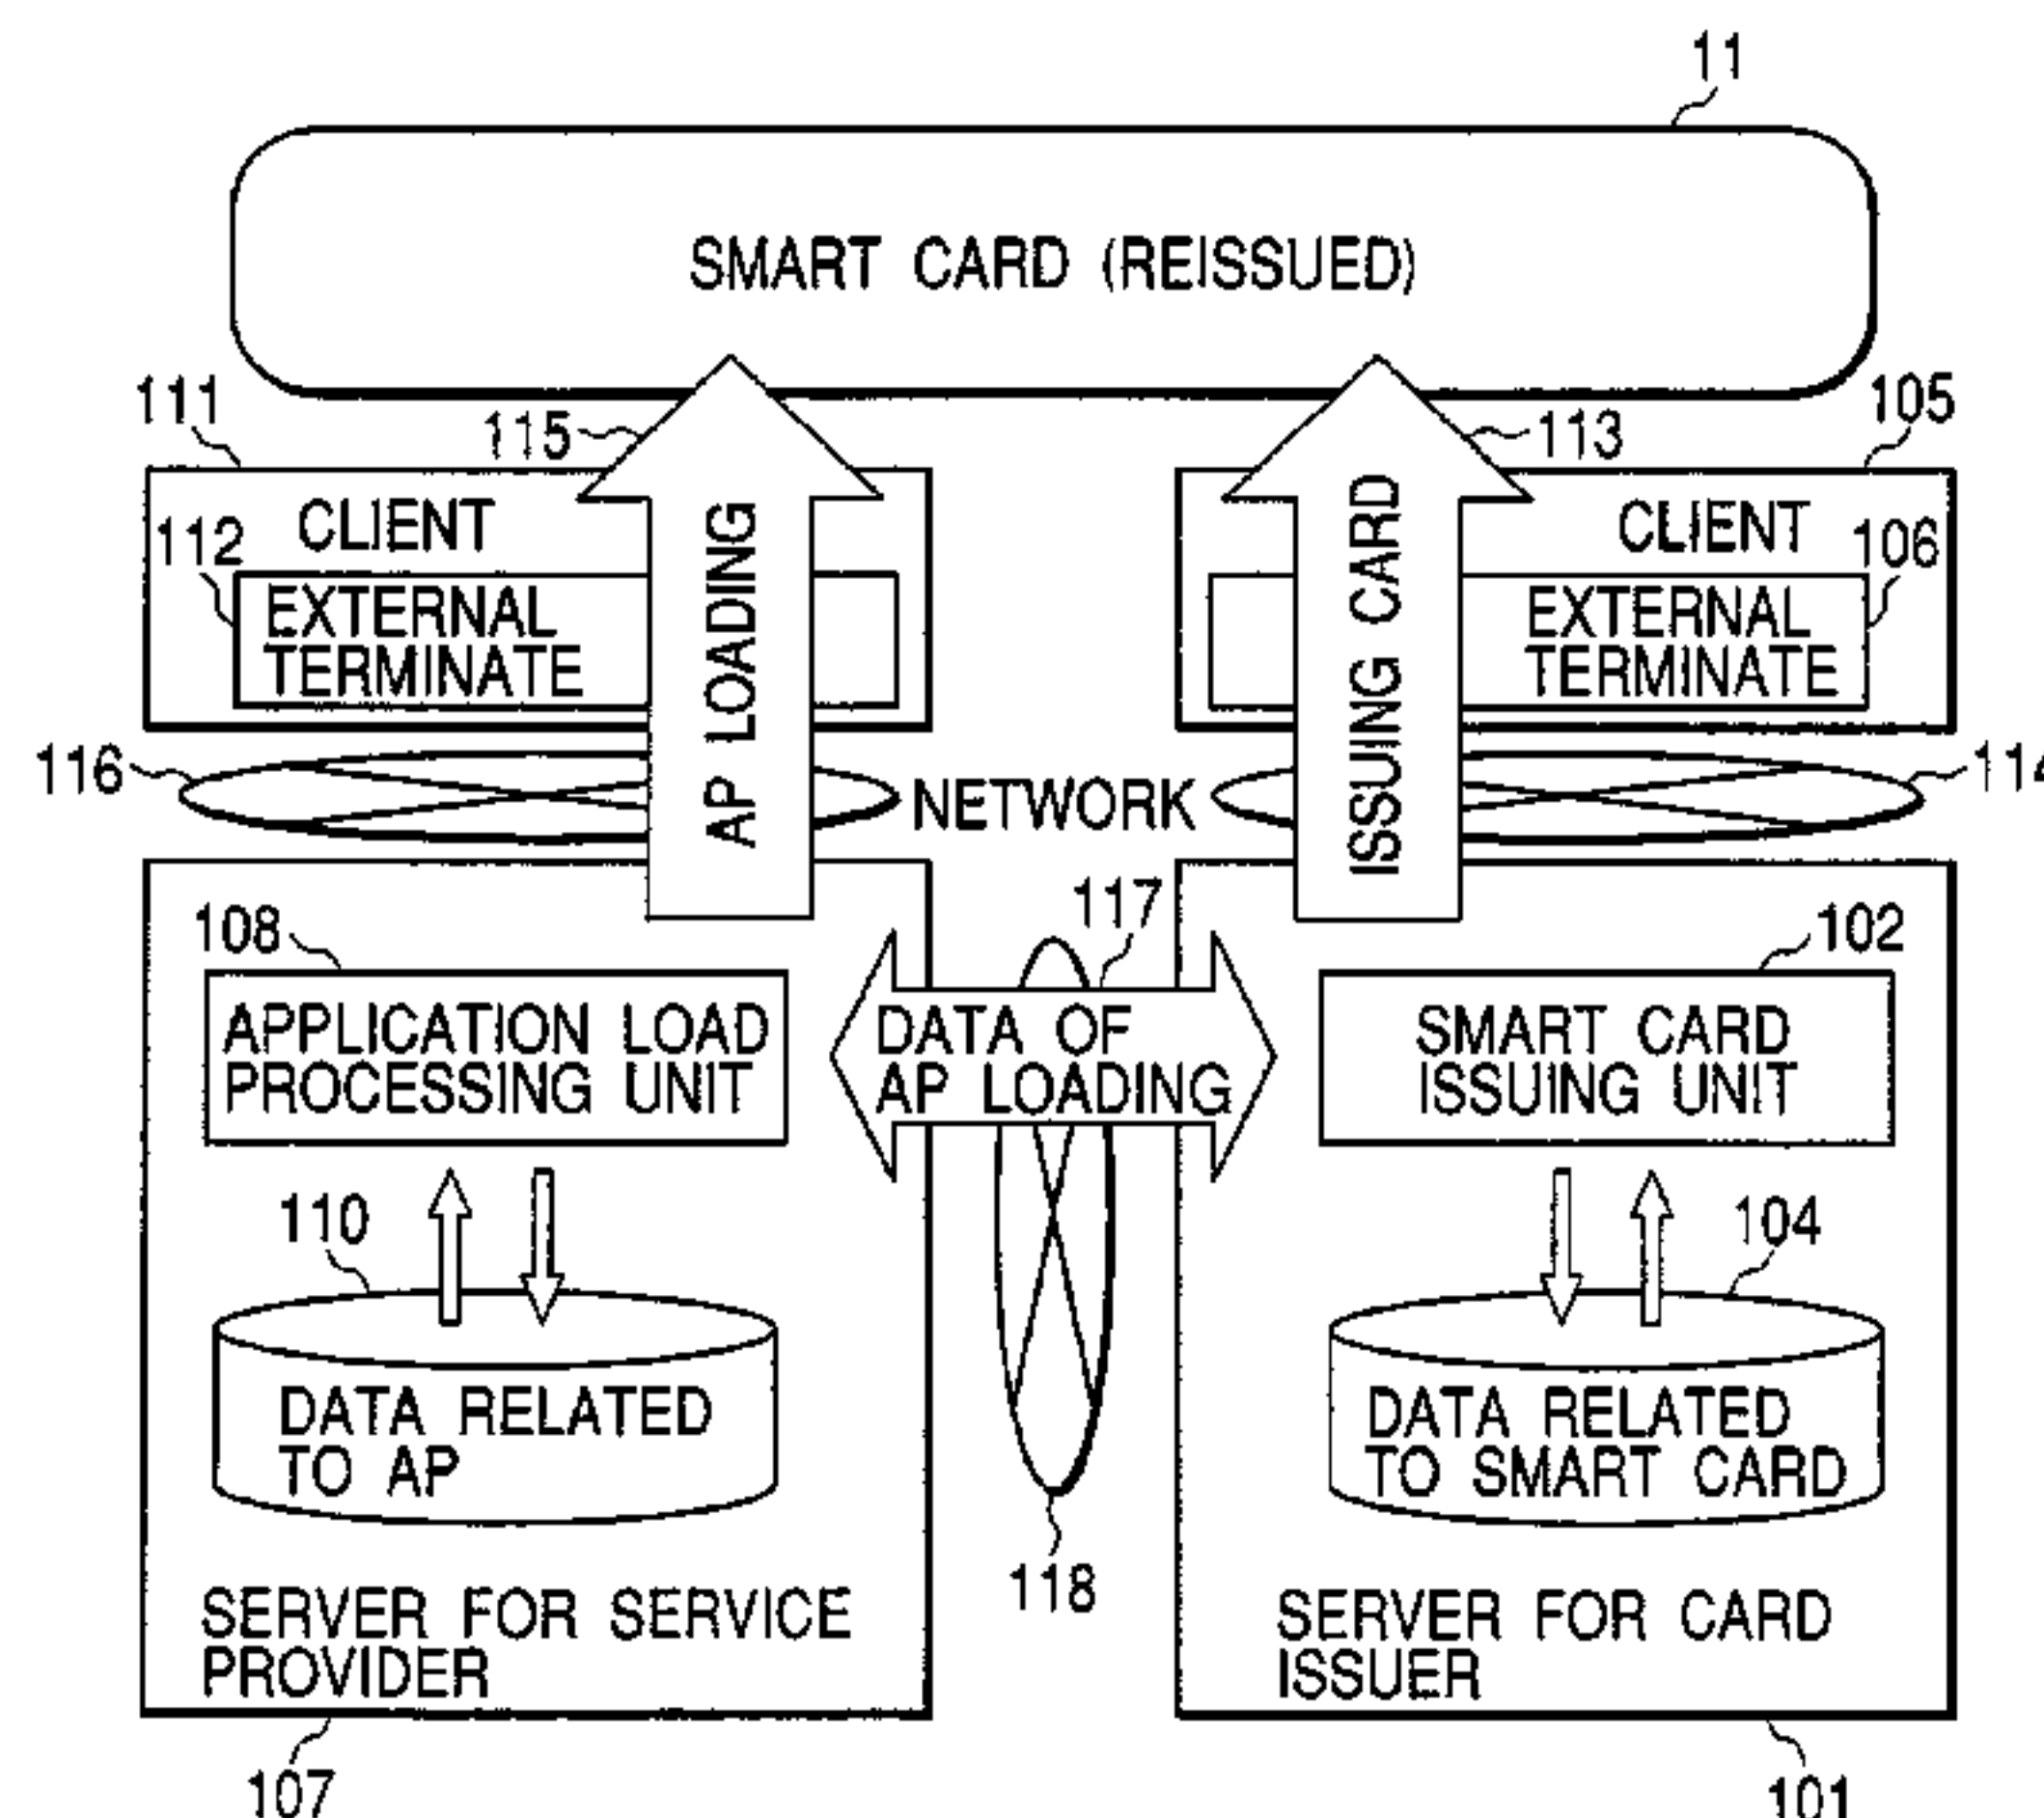 11
SMART CARD (REISSUED)
111
115
113
105
CLIENT
CLIENT
112
106
EXTERNAL
TERMINATE
EXTERNAL
TERMINATE
AP LOADING
ISSUING CARD
116
NETWORK
114
117
108
102
APPLICATION LOAD
PROCESSING UNIT
DATA OF
AP LOADING
SMART CARD
ISSUING UNIT
110
104
DATA RELATED
TO AP
DATA RELATED
TO SMART CARD
118
SERVER FOR SERVICE
PROVIDER
SERVER FOR CARD
ISSUER
107
101